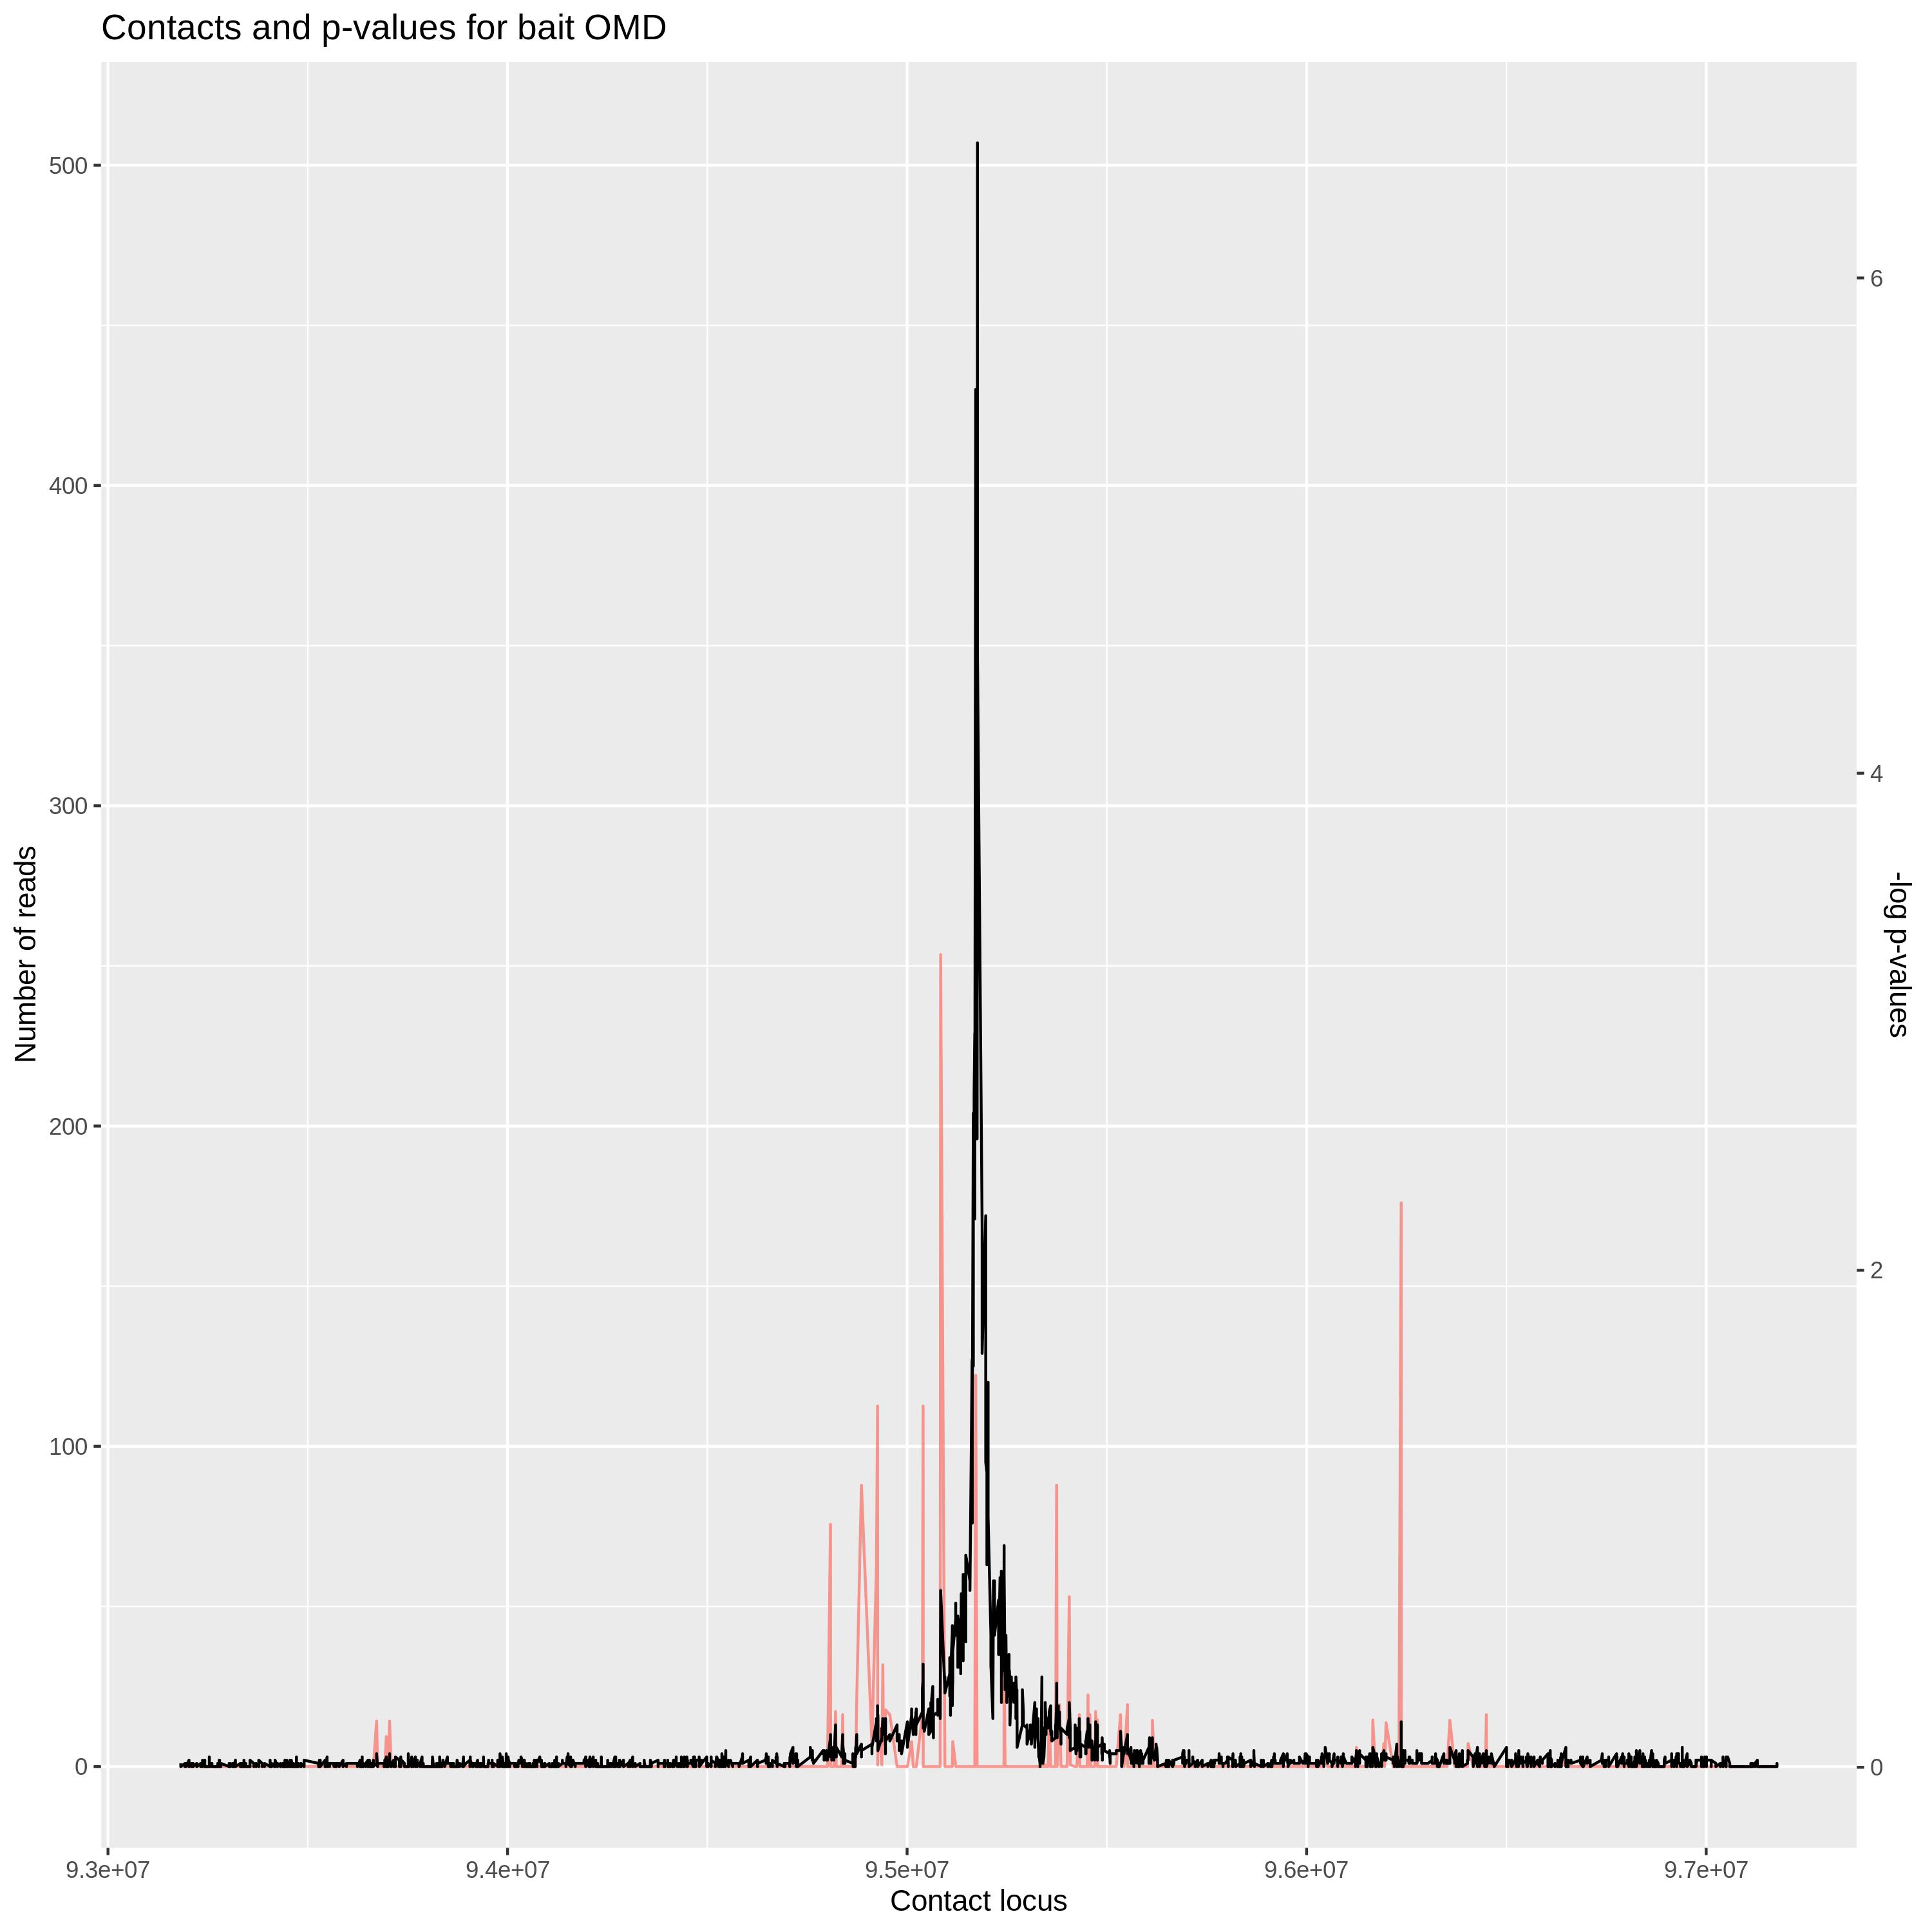 Contacts and p-values for bait OMD
500
400
300
200
100
0
Number of reads
6
4
2
0
-log p-values
9.3e+07
9.4e+07
9.5e+07
9.6e+07
9.7e+07
Contact locus